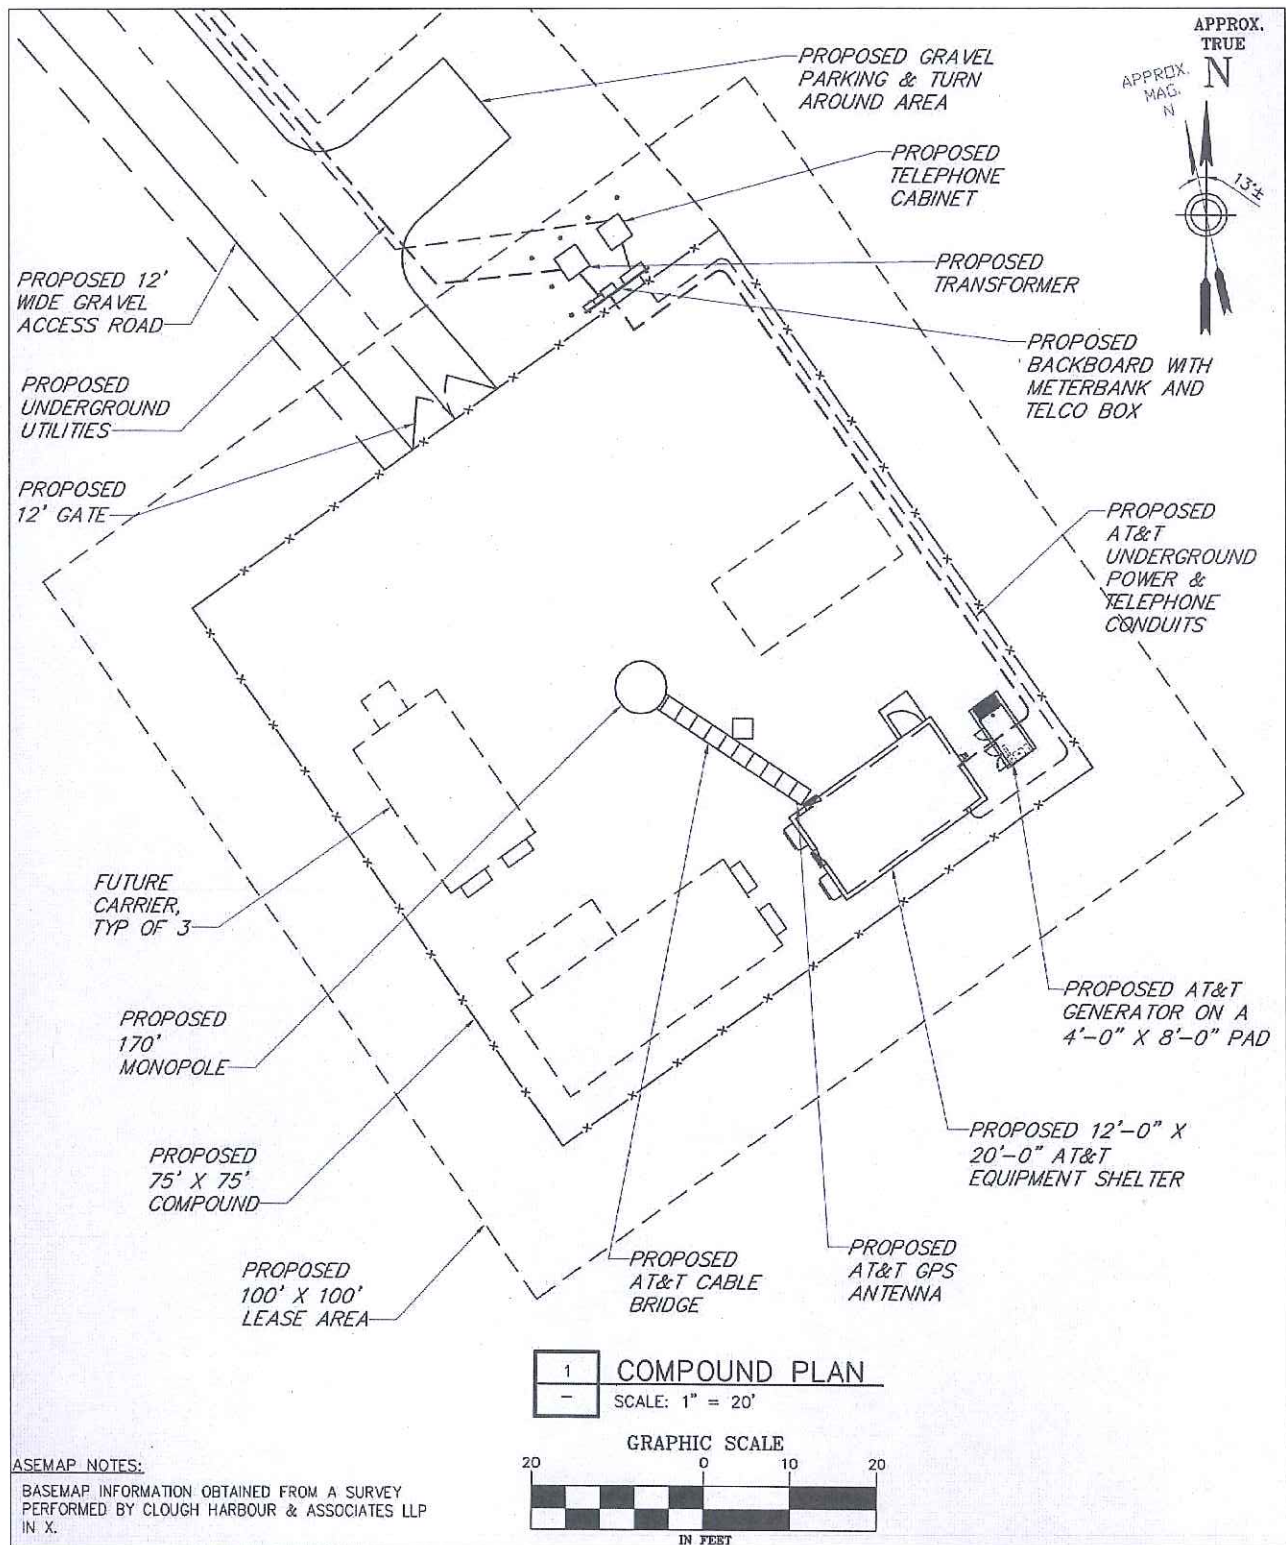 APPROX.
TRUE
N
APPROX.
MAG.
N
13°±
PROPOSED GRAVEL
PARKING & TURN
AROUND AREA
PROPOSED
TELEPHONE
CABINET
PROPOSED
TRANSFORMER
PROPOSED
BACKBOARD WITH
METERBANK AND
TELCO BOX
PROPOSED 12'
WIDE GRAVEL
ACCESS ROAD
PROPOSED
UNDERGROUND
UTILITIES
PROPOSED
12' GATE
PROPOSED
AT&T
UNDERGROUND
POWER &
TELEPHONE
CONDUITS
FUTURE
CARRIER,
TYP OF 3
PROPOSED
170'
MONOPOLE
PROPOSED
75' X 75'
COMPOUND
PROPOSED
100' X 100'
LEASE AREA
PROPOSED AT&T
GENERATOR ON A
4'-0" X 8'-0" PAD
PROPOSED 12'-0" X
20'-0" AT&T
EQUIPMENT SHELTER
PROPOSED
AT&T CABLE
BRIDGE
PROPOSED
AT&T GPS
ANTENNA
1
-
COMPOUND PLAN
SCALE: 1" = 20'
GRAPHIC SCALE
20 0 10 20
IN FEET
ASEMAP NOTES:
BASEMAP INFORMATION OBTAINED FROM A SURVEY
PERFORMED BY CLOUGH HARBOUR & ASSOCIATES LLP
IN X.